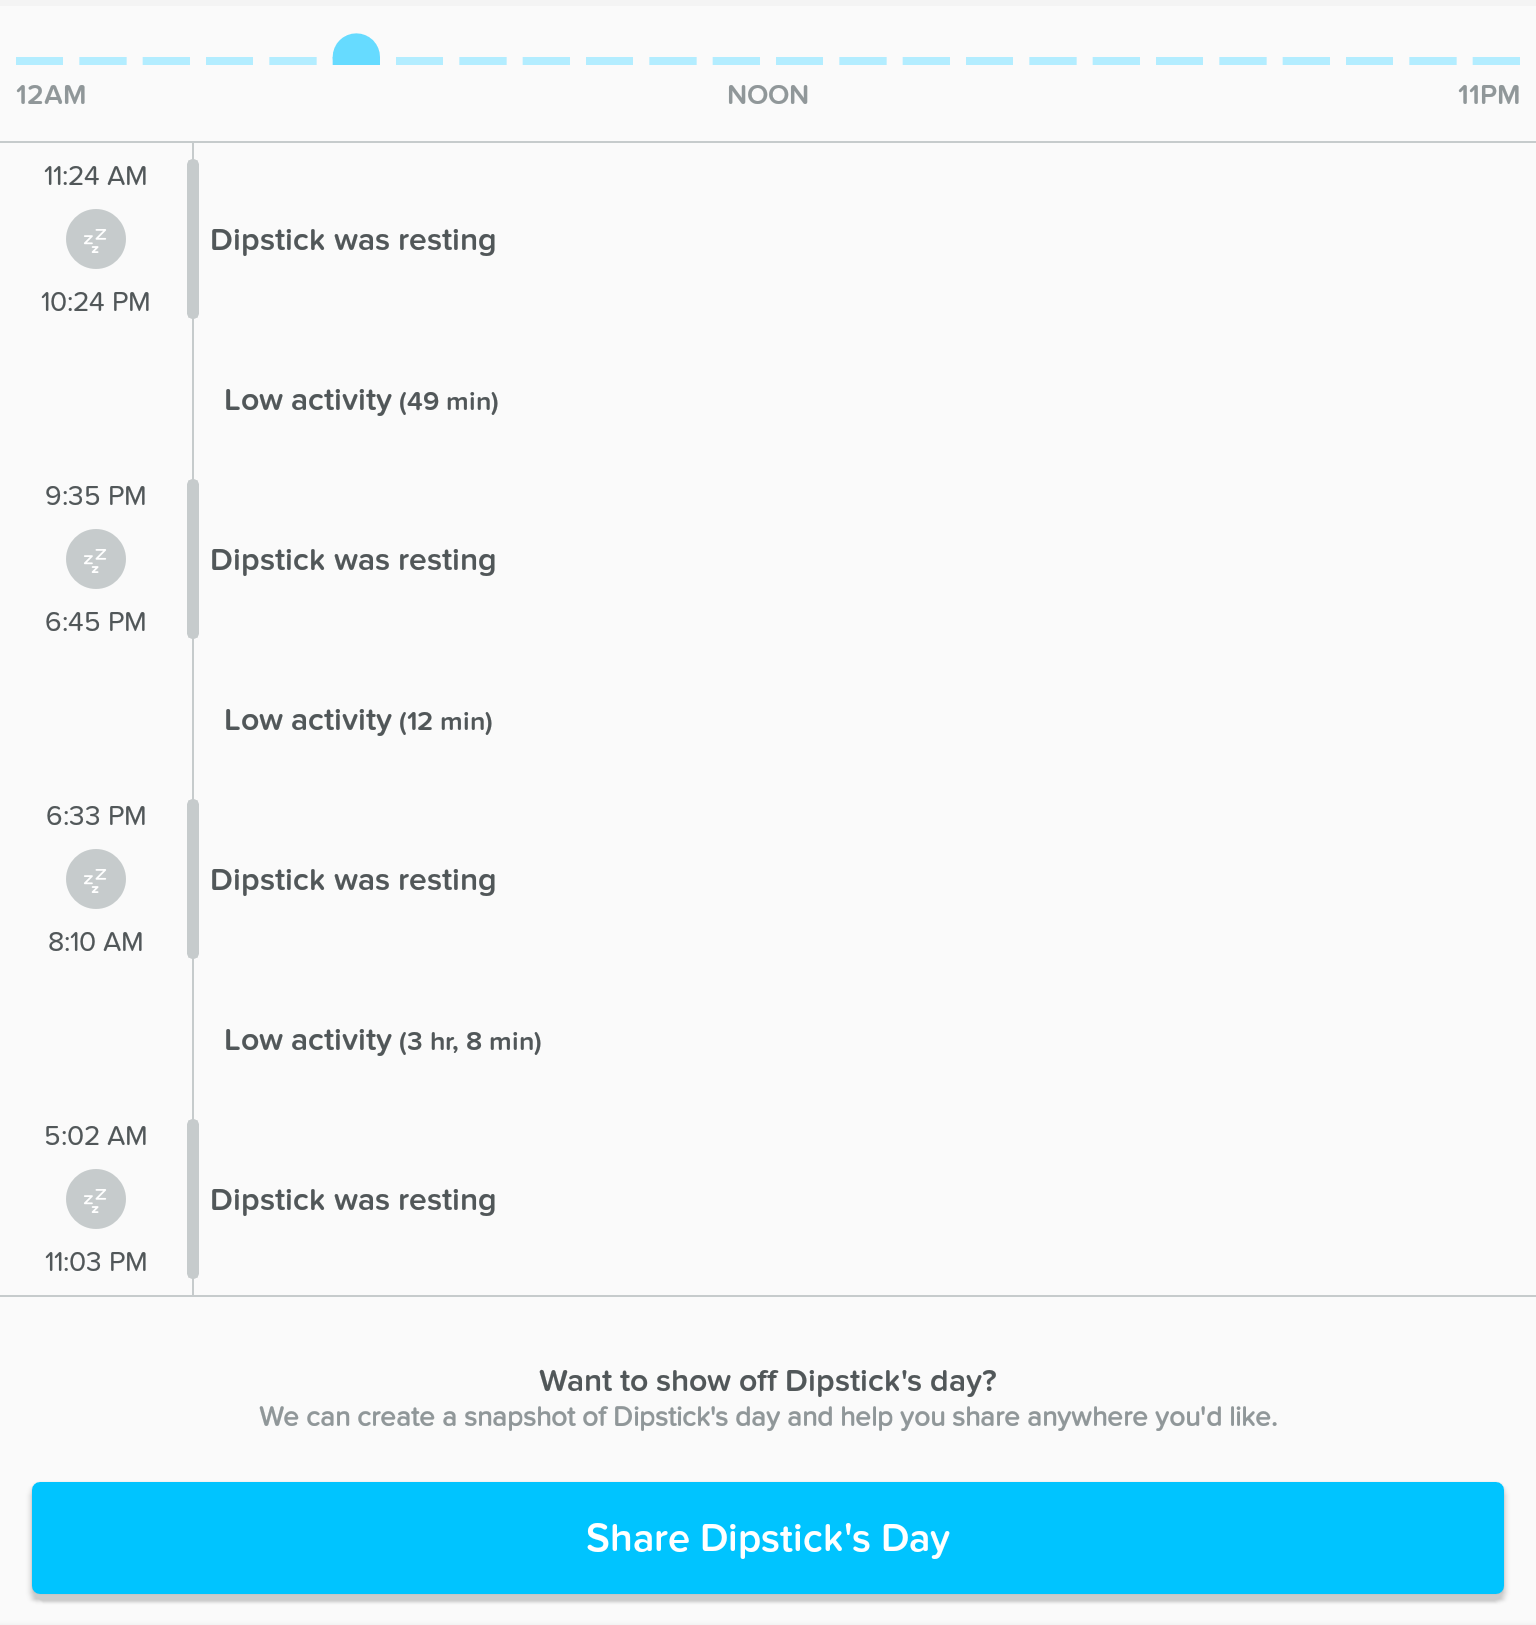 12AM NOON 11PM
11:24 AM
zzz
Dipstick was resting
10:24 PM
Low activity (49 min)
9:35 PM
zzz
Dipstick was resting
6:45 PM
Low activity (12 min)
6:33 PM
zzz
Dipstick was resting
8:10 AM
Low activity (3 hr, 8 min)
5:02 AM
zzz
Dipstick was resting
11:03 PM
Want to show off Dipstick's day?
We can create a snapshot of Dipstick's day and help you share anywhere you'd like.
Share Dipstick's Day